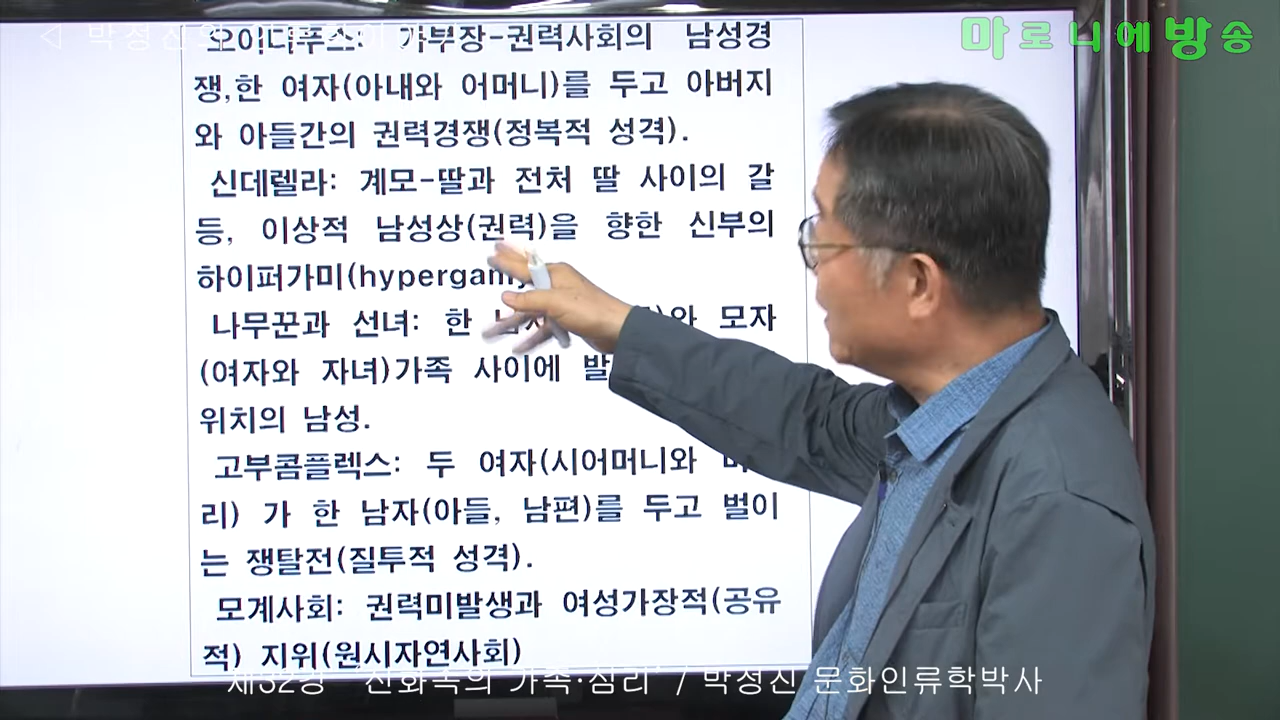 마로니에방송
◁ 박정진의 인류학이야기
오이디푸스: 가부장-권력사회의 남성경
쟁,한 여자(아내와 어머니)를 두고 아버지
와 아들간의 권력경쟁(정복적 성격).
신데렐라: 계모-딸과 전처 딸 사이의 갈
등, 이상적 남성상(권력)을 향한 신부의
하이퍼가미(hypergamy
나무꾼과 선녀: 한 와 모자
(여자와 자녀)가족 사이에 발
위치의 남성.
고부콤플렉스: 두 여자(시어머니와 며
리) 가 한 남자(아들, 남편)를 두고 벌이
는 쟁탈전(질투적 성격).
모계사회: 권력미발생과 여성가장적(공유
적) 지위(원시자연사회)
제32강 '신화속의 가족·심리' / 박정진 문화인류학박사